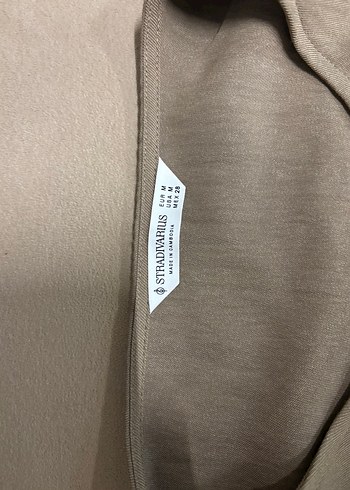 STRADIVARIUS
MADE IN CAMBODIA
EUR M
USA M
MEX 28